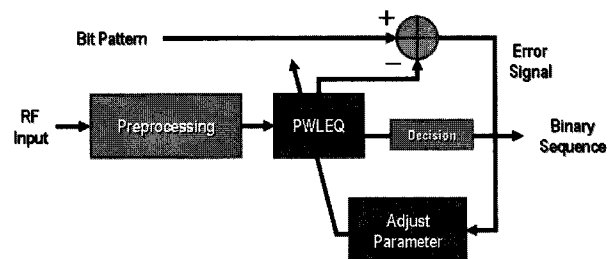 Bit Pattern
+
−
Error
Signal
RF
Input
Preprocessing
PWLEQ
Decision
Binary
Sequence
Adjust
Parameter